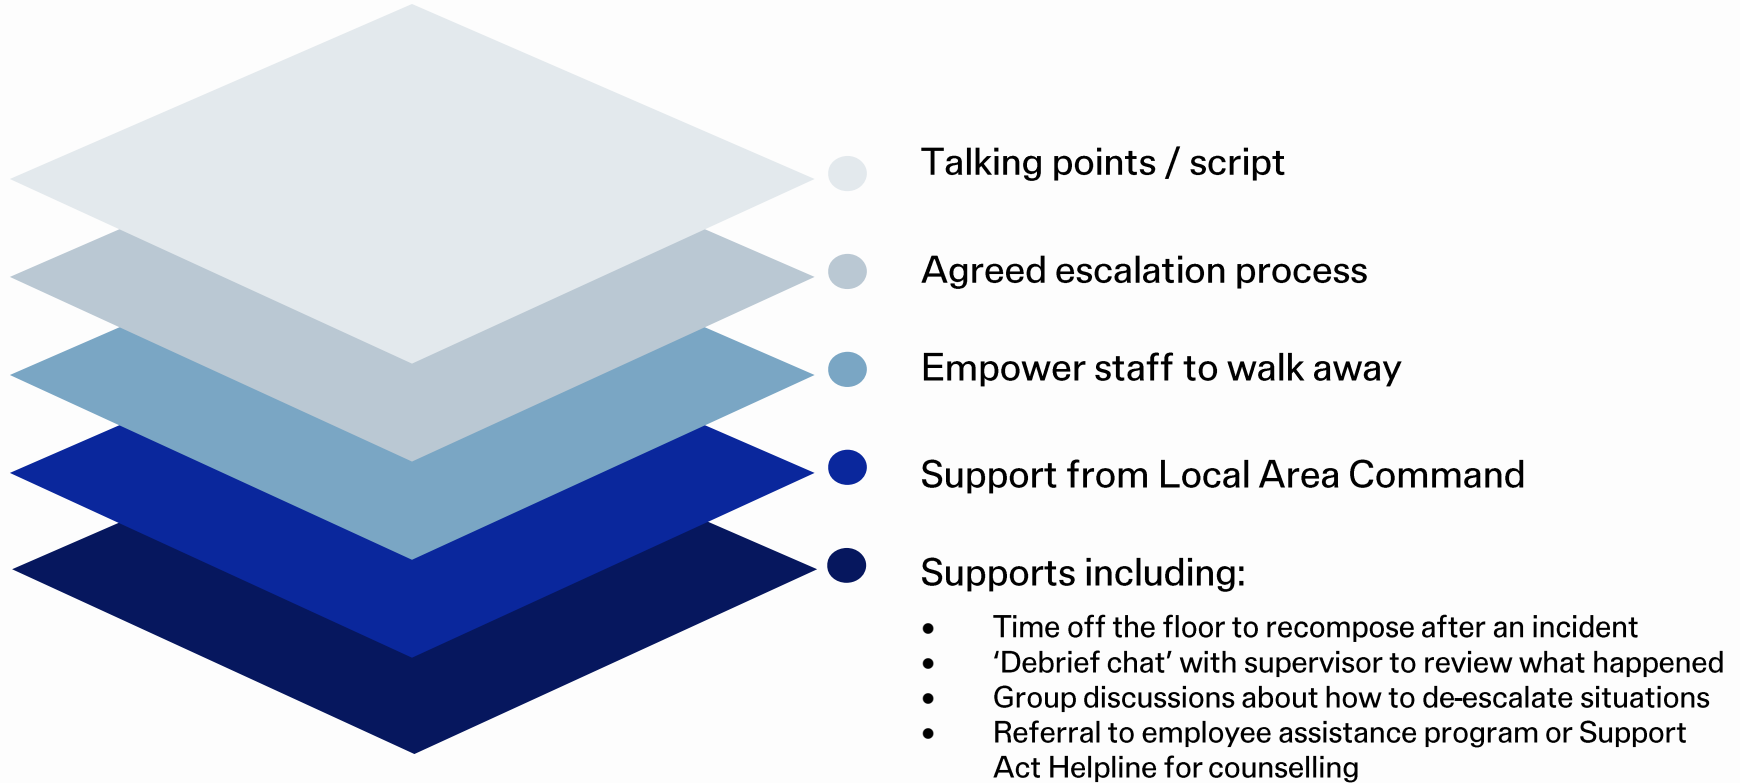 Talking points / script
Agreed escalation process
Empower staff to walk away
Support from Local Area Command
Supports including:
• Time off the floor to recompose after an incident
• ‘Debrief chat’ with supervisor to review what happened
• Group discussions about how to de-escalate situations
• Referral to employee assistance program or Support
Act Helpline for counselling